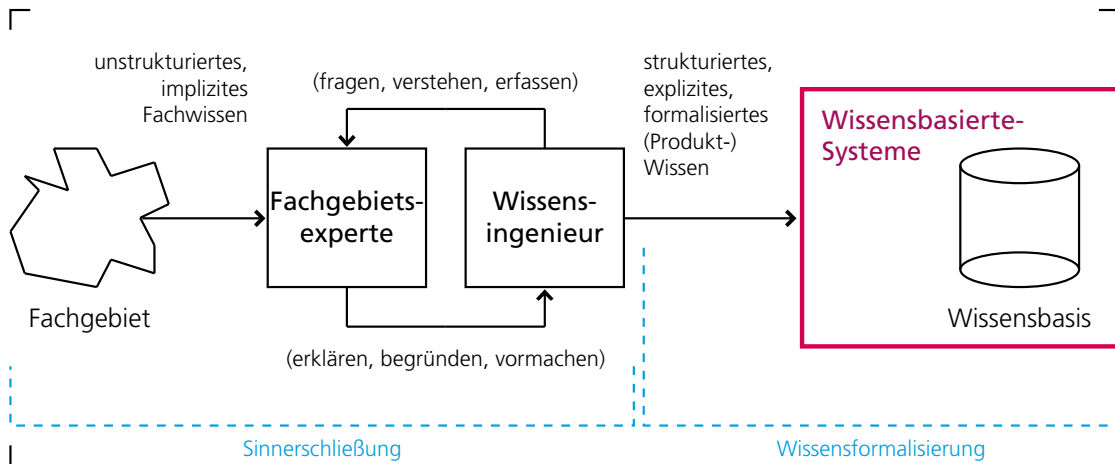 unstrukturiertes,
implizites
Fachwissen
(fragen, verstehen, erfassen)
strukturiertes,
explizites,
formalisiertes
(Produkt-)
Wissen
Wissensbasierte-
Systeme
Fachgebiets-
experte
Wissens-
ingenieur
Fachgebiet
Wissensbasis
(erklären, begründen, vormachen)
Sinnerschließung
Wissensformalisierung